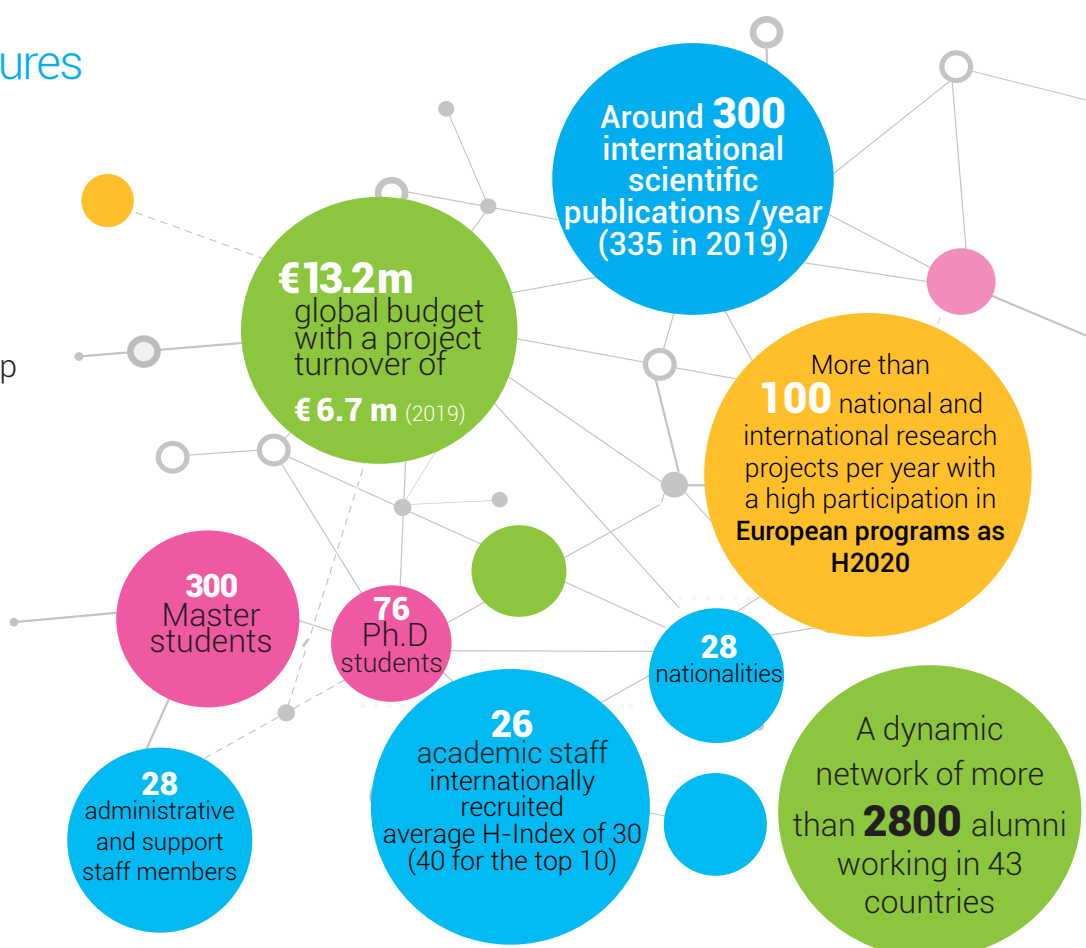 ures
Around 300
international
scientific
publications /year
(335 in 2019)
€13.2m
global budget
with a project
turnover of
€ 6.7 m (2019)
p
More than
100 national and
international research
projects per year with
a high participation in
European programs as
H2020
300
Master
students
76
Ph.D
students
28
nationalities
26
academic staff
internationally
recruited
average H-Index of 30
(40 for the top 10)
28
administrative
and support
staff members
A dynamic
network of more
than 2800 alumni
working in 43
countries